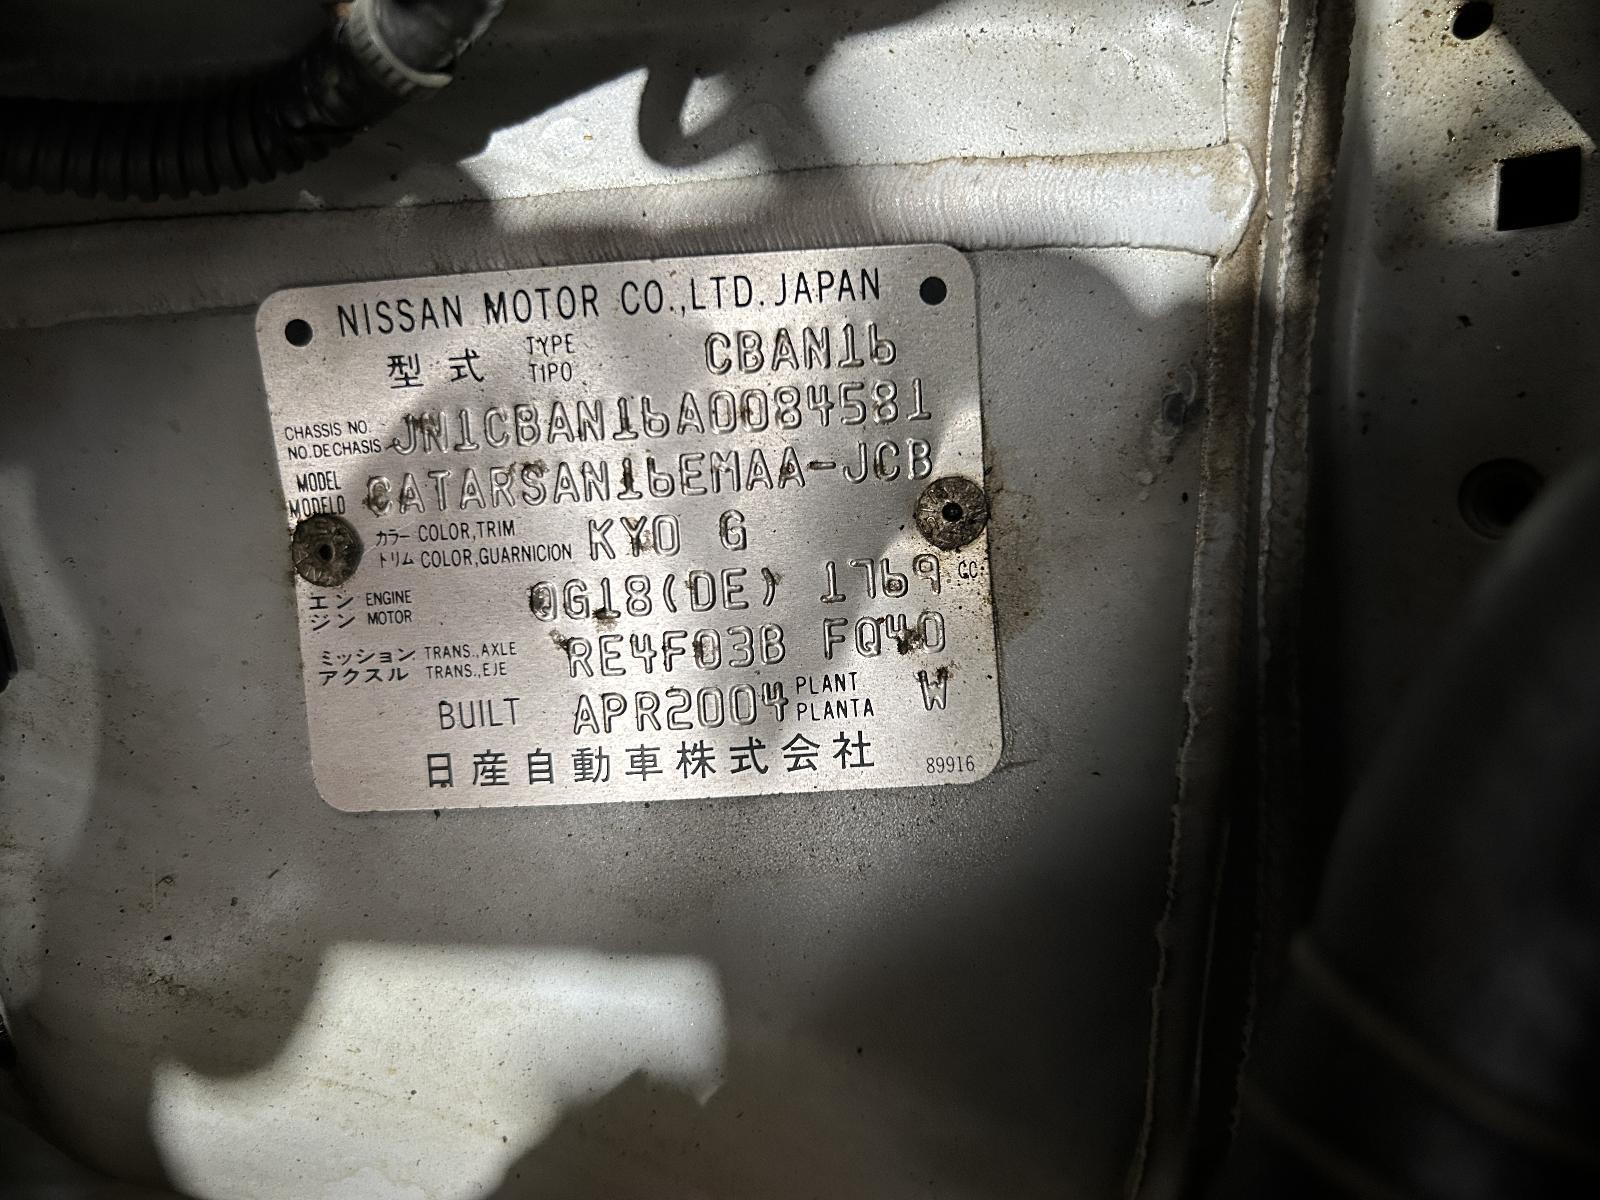 NISSAN MOTOR CO.,LTD. JAPAN
型式 TYPE TIPO CBAN16
CHASSIS NO. NO.DE CHASIS JN1CBAN16A0084581
MODEL MODELO CATARSAN16EMAA-JCB
カラー COLOR,TRIM
トリム COLOR,GUARNICION KY0 G
エンジン ENGINE MOTOR QG18(DE) 1769 CC
ミッション TRANS.,AXLE
アクスル TRANS.,EJE RE4F03B FQ40
BUILT APR2004 PLANT PLANTA W
日産自動車株式会社 89916